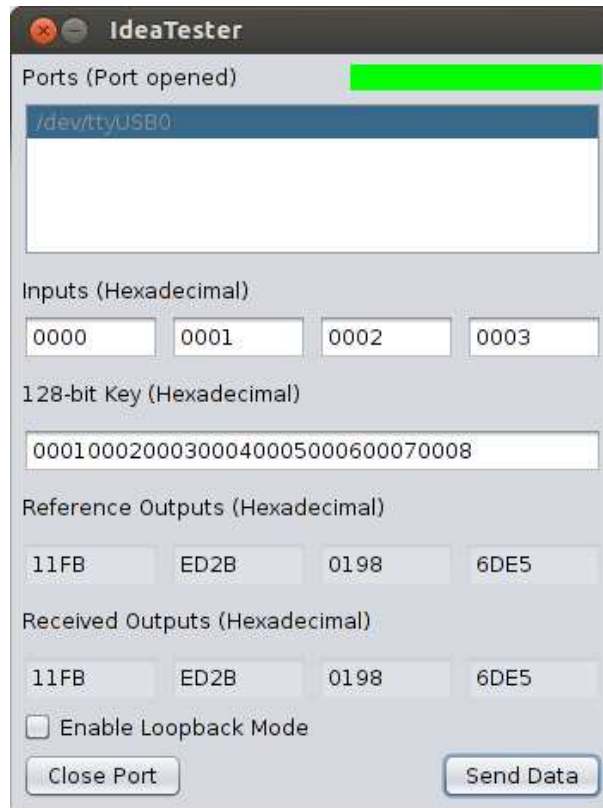 IdeaTester
Ports (Port opened)
/dev/ttyUSB0
Inputs (Hexadecimal)
0000 0001 0002 0003
128-bit Key (Hexadecimal)
00010002000300040005000600070008
Reference Outputs (Hexadecimal)
11FB ED2B 0198 6DE5
Received Outputs (Hexadecimal)
11FB ED2B 0198 6DE5
Enable Loopback Mode
Close Port Send Data